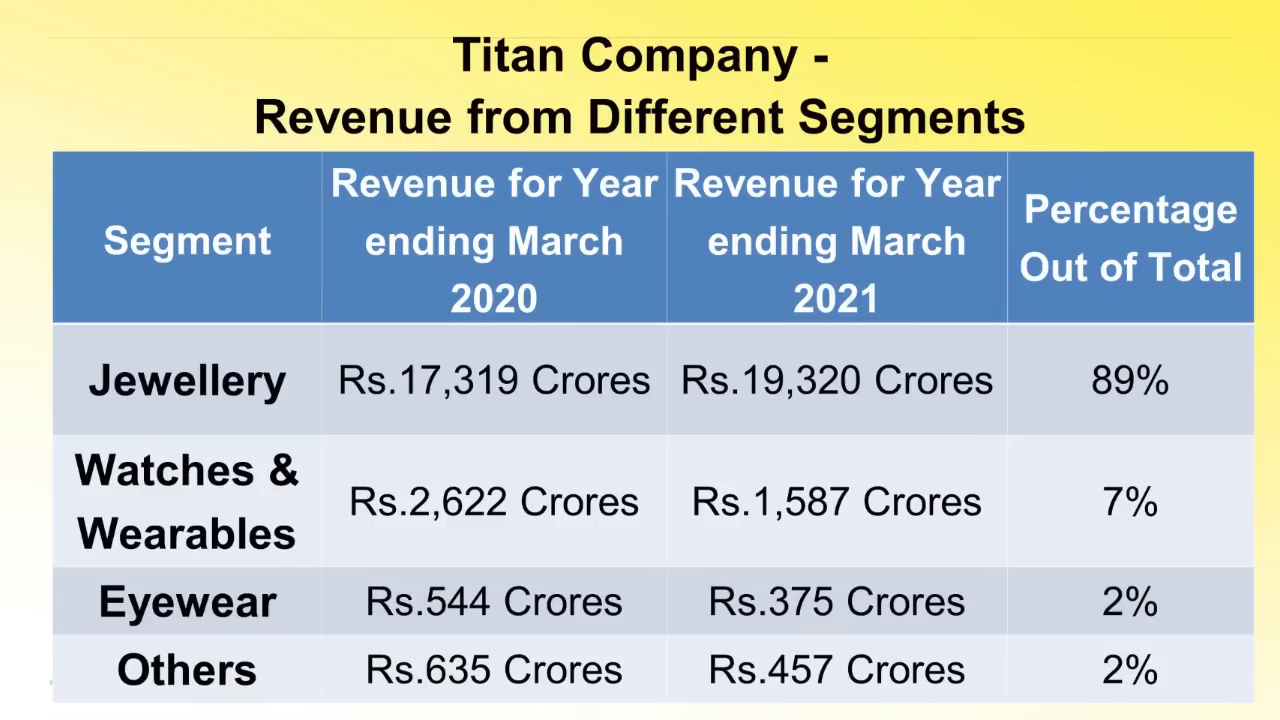 Titan Company -
Revenue from Different Segments
Segment
Revenue for Year
ending March
2020
Revenue for Year
ending March
2021
Percentage
Out of Total
Jewellery
Rs.17,319 Crores
Rs.19,320 Crores
89%
Watches &
Wearables
Rs.2,622 Crores
Rs.1,587 Crores
7%
Eyewear
Rs.544 Crores
Rs.375 Crores
2%
Others
Rs.635 Crores
Rs.457 Crores
2%